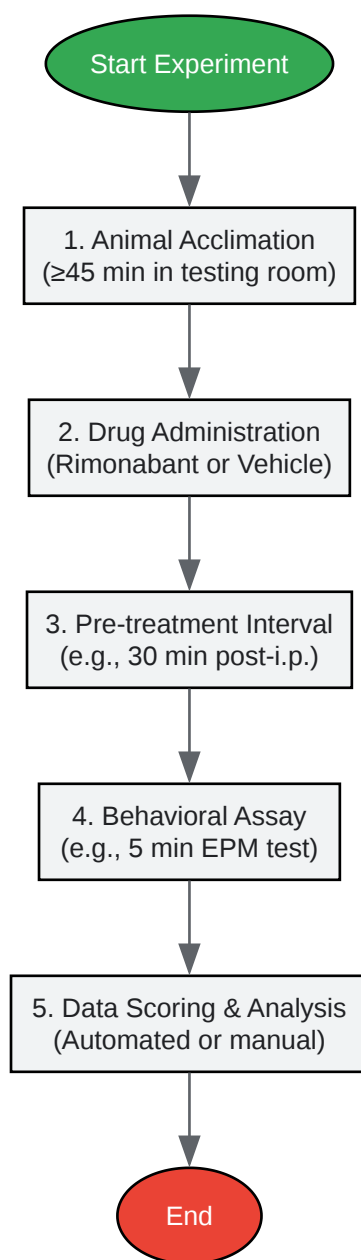 Start Experiment
1. Animal Acclimation
(≥45 min in testing room)
2. Drug Administration
(Rimonabant or Vehicle)
3. Pre-treatment Interval
(e.g., 30 min post-i.p.)
4. Behavioral Assay
(e.g., 5 min EPM test)
5. Data Scoring & Analysis
(Automated or manual)
End